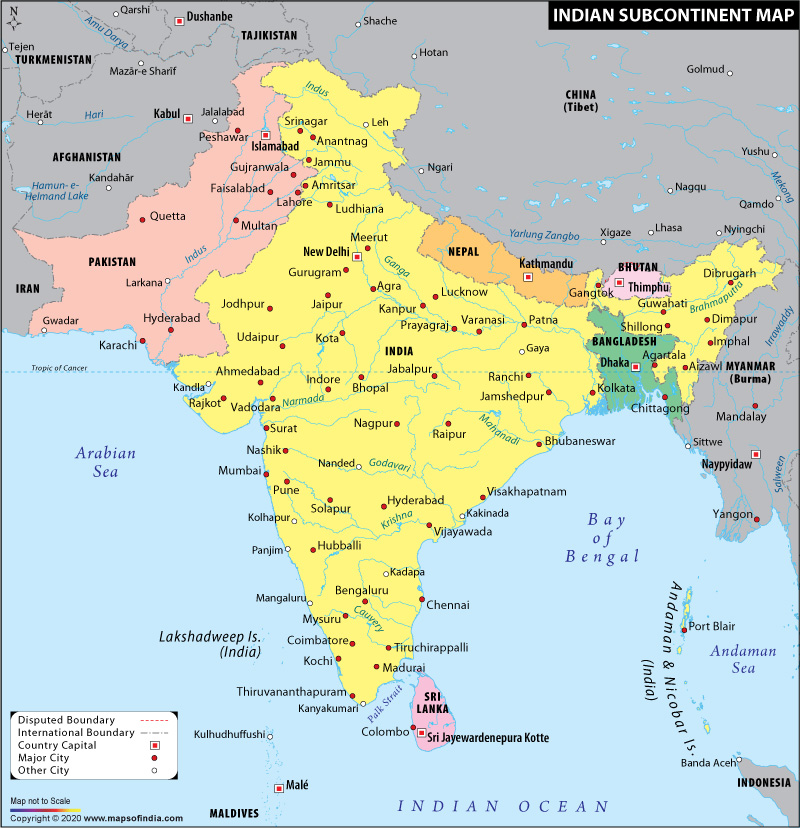 INDIAN SUBCONTINENT MAP
N
Qarshi
Dushanbe
Shache
Amu Darya
TAJIKISTAN
Tejen
TURKMENISTAN
Hotan
Mazār-e Sharīf
Golmud
Indus
CHINA
(Tibet)
Herāt
Hari
Kabul
Jalalabad
Srinagar
Leh
Peshawar
Islamabad
Anantnag
AFGHANISTAN
Gujranwala
Jammu
Yushu
Kandahār
Faisalabad
Amritsar
Ngari
Mekong
Hamun- e-
Helmand Lake
Lahore
Ludhiana
Nagqu
Qamdo
Quetta
Multan
Meerut
Yarlung Zangbo
Xigaze
Lhasa
Nyingchi
Indus
New Delhi
NEPAL
PAKISTAN
Gurugram
Ganga
Kathmandu
BHUTAN
Thimphu
Dibrugarh
IRAN
Larkana
Agra
Lucknow
Gangtok
Brahmaputra
Jodhpur
Jaipur
Kanpur
Guwahati
Gwadar
Hyderabad
Prayagraj
Varanasi
Patna
Shillong
Dimapur
Irrawaddy
Karachi
Udaipur
Kota
INDIA
Gaya
BANGLADESH
Imphal
Tropic of Cancer
Ahmedabad
Jabalpur
Dhaka
Agartala
Aizawl
MYANMAR
(Burma)
Kandla
Indore
Bhopal
Ranchi
Rajkot
Vadodara
Narmada
Jamshedpur
Kolkata
Chittagong
Surat
Nagpur
Raipur
Mahanadi
Mandalay
Arabian
Sea
Nashik
Bhubaneswar
Sittwe
Mumbai
Nanded
Godavari
Naypyidaw
Salween
Pune
Solapur
Hyderabad
Visakhapatnam
Kolhapur
Krishna
Kakinada
Yangon
Vijayawada
Bay
of
Bengal
Panjim
Hubballi
Kadapa
Mangaluru
Bengaluru
Chennai
Mysuru
Cauvery
Lakshadweep Is.
(India)
Coimbatore
Tiruchirappalli
Port Blair
Andaman & Nicobar Is.
(India)
Kochi
Madurai
Andaman
Sea
Thiruvananthapuram
Kanyakumari
Palk Strait
SRI
LANKA
Colombo
Sri Jayewardenepura Kotte
Kulhudhuffushi
Banda Aceh
Malé
INDONESIA
MALDIVES
INDIAN OCEAN
Disputed Boundary
International Boundary
Country Capital
Major City
Other City
Map not to Scale
Copyright © 2020 www.mapsofindia.com